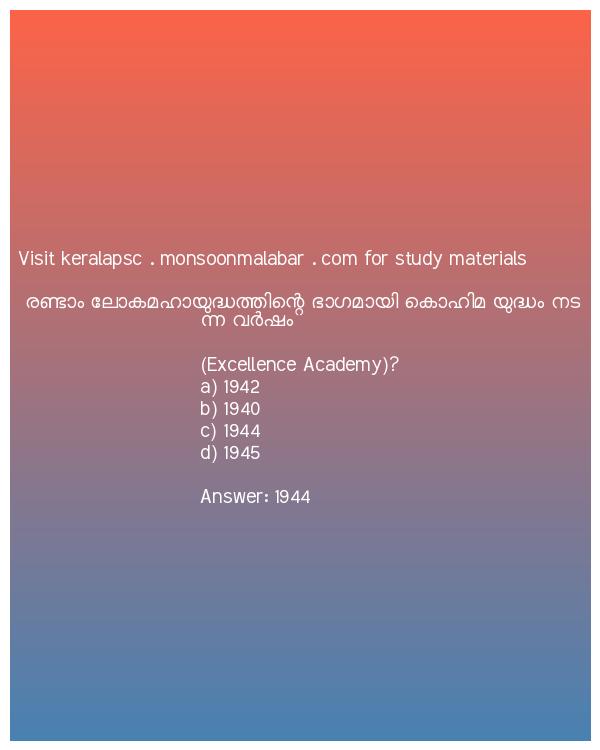 Visit keralapsc . monsoonmalabar . com for study materials
രണ്ടാം ലോകമഹായുദ്ധത്തിന്റെ ഭാഗമായി കൊഹിമ യുദ്ധം നട
ന്ന വർഷം
(Excellence Academy)?
a) 1942
b) 1940
c) 1944
d) 1945
Answer: 1944